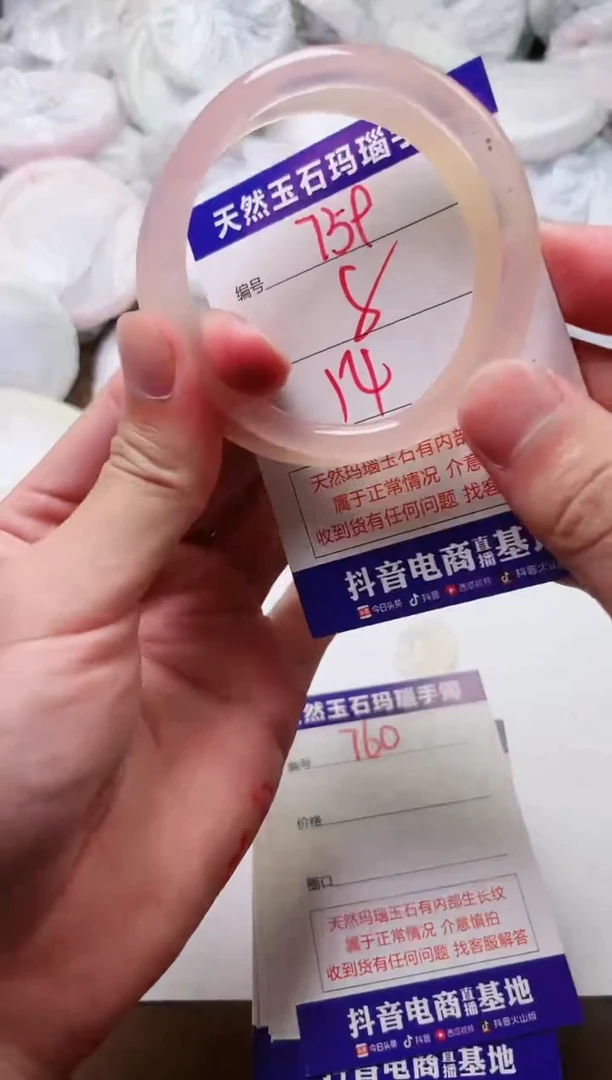 天然玉石玛瑙手
759
编号
8
14
天然玛瑙玉石有内部
属于正常情况 介意
收到货有任何问题 找客
抖音电商直播基地
今日头条 抖音 西瓜视频 抖音火山
然玉石玛瑙手镯
760
编号
价格
圈口
天然玛瑙玉石有内部生长纹
属于正常情况 介意慎拍
收到货有任何问题 找客服解答
抖音电商直播基地
今日头条 抖音 西瓜视频 抖音火山版
抖音电商直播基地